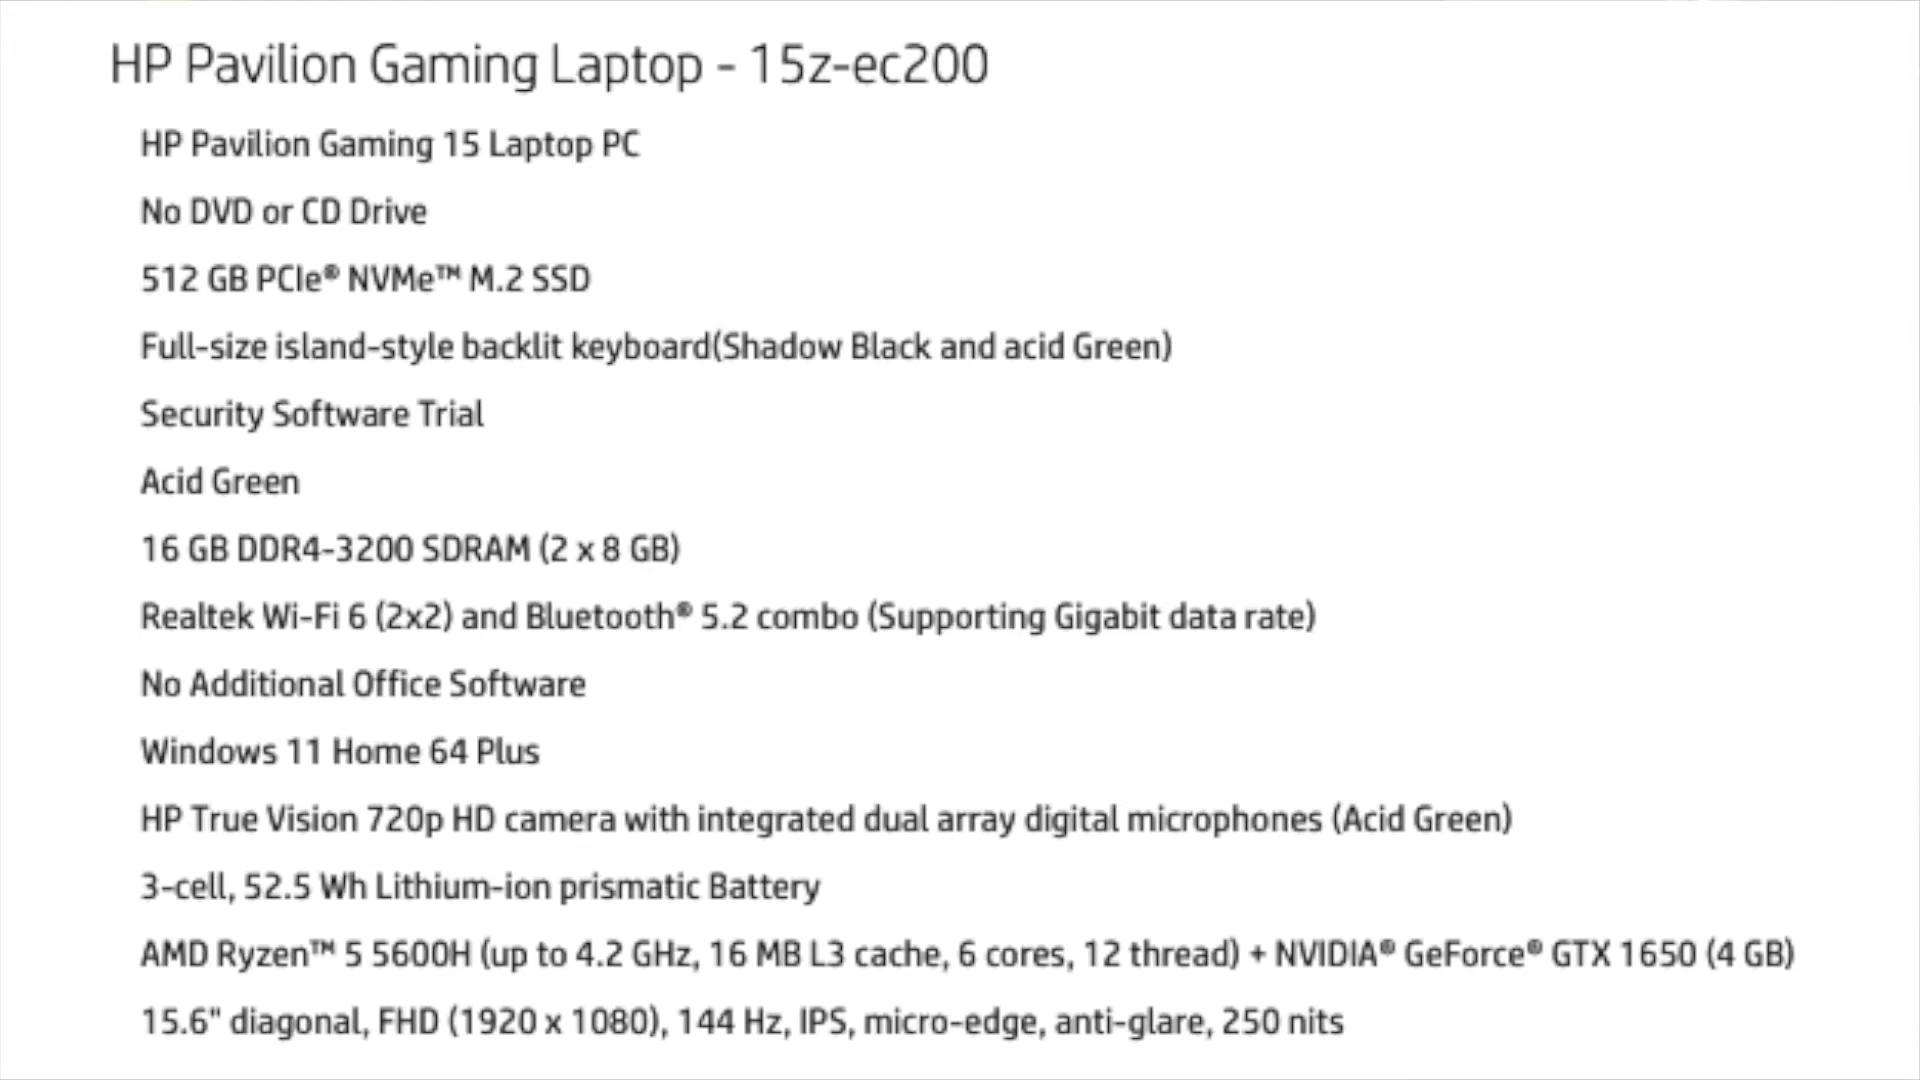 HP Pavilion Gaming Laptop - 15z-ec200
HP Pavilion Gaming 15 Laptop PC
No DVD or CD Drive
512 GB PCIe® NVMe™ M.2 SSD
Full-size island-style backlit keyboard(Shadow Black and acid Green)
Security Software Trial
Acid Green
16 GB DDR4-3200 SDRAM (2 x 8 GB)
Realtek Wi-Fi 6 (2x2) and Bluetooth® 5.2 combo (Supporting Gigabit data rate)
No Additional Office Software
Windows 11 Home 64 Plus
HP True Vision 720p HD camera with integrated dual array digital microphones (Acid Green)
3-cell, 52.5 Wh Lithium-ion prismatic Battery
AMD Ryzen™ 5 5600H (up to 4.2 GHz, 16 MB L3 cache, 6 cores, 12 thread) + NVIDIA® GeForce® GTX 1650 (4 GB)
15.6" diagonal, FHD (1920 x 1080), 144 Hz, IPS, micro-edge, anti-glare, 250 nits